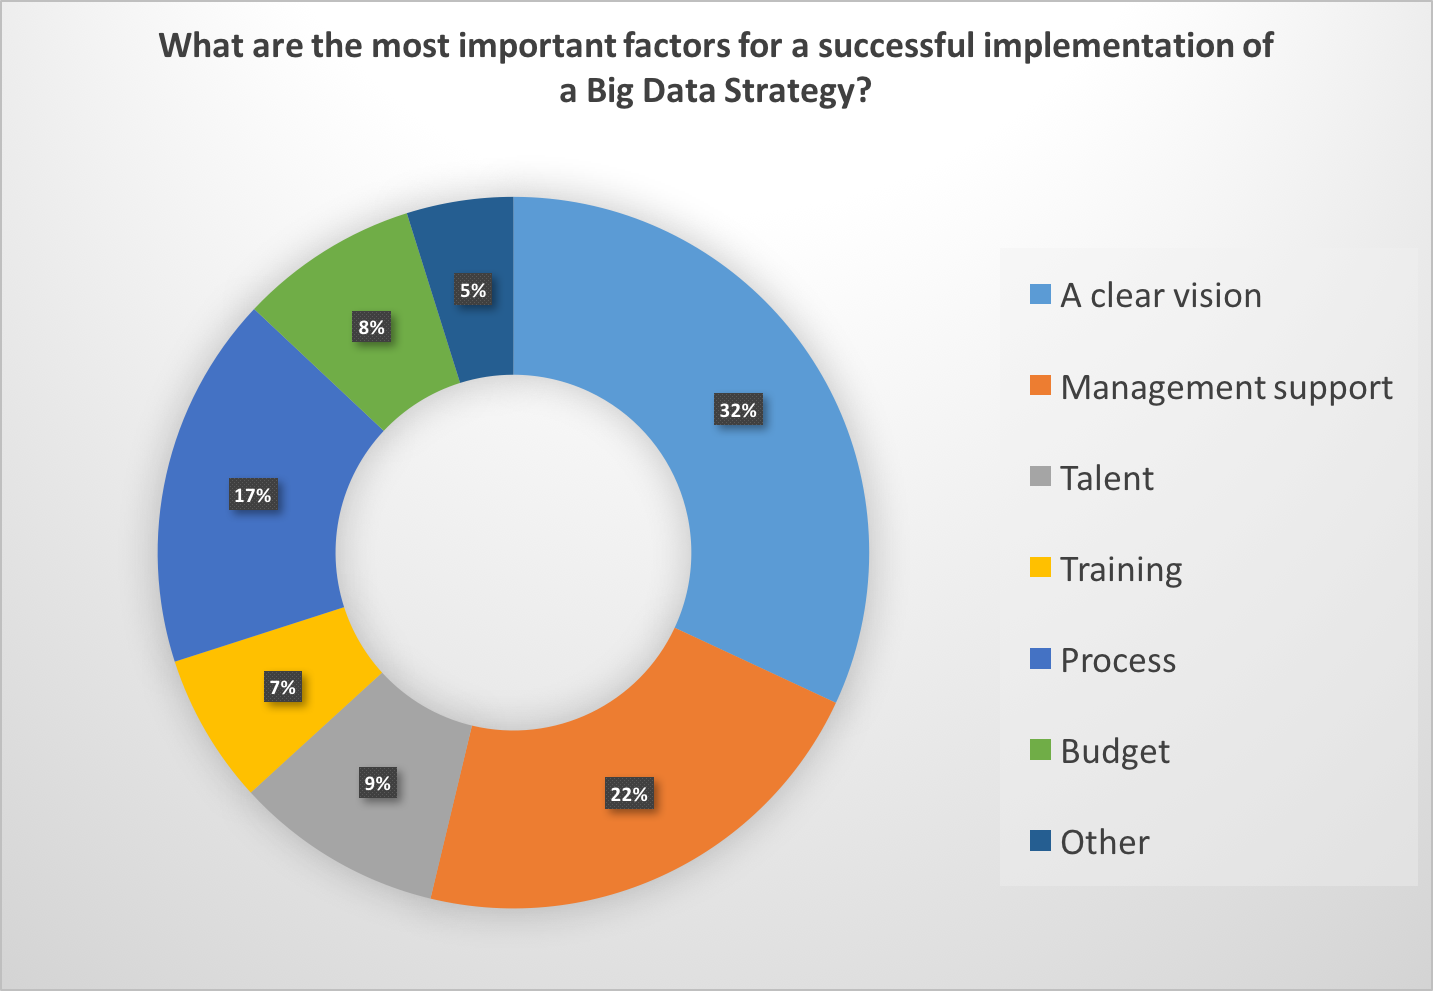 What are the most important factors for a successful implementation of
a Big Data Strategy?
5%
8%
32%
17%
7%
9%
22%
A clear vision
Management support
Talent
Training
Process
Budget
Other